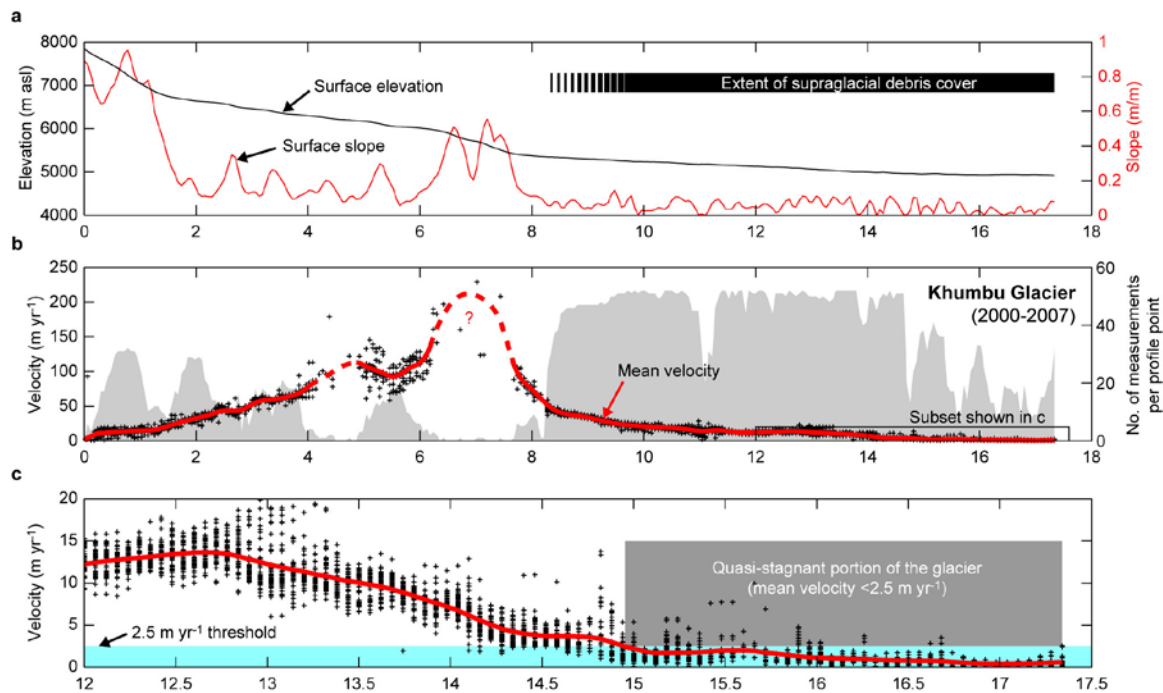 a
8000
7000
6000
5000
4000
Elevation (m asl)
Surface elevation
Surface slope
Extent of supraglacial debris cover
1
0.8
0.6
0.4
0.2
0
Slope (m/m)
0 2 4 6 8 10 12 14 16 18
b
250
200
150
100
50
0
Velocity (m yr⁻¹)
?
Mean velocity
Khumbu Glacier
(2000-2007)
Subset shown in c
60
40
20
0
No. of measurements
per profile point
0 2 4 6 8 10 12 14 16 18
c
20
15
10
5
0
Velocity (m yr⁻¹)
2.5 m yr⁻¹ threshold
Quasi-stagnant portion of the glacier
(mean velocity <2.5 m yr⁻¹)
12 12.5 13 13.5 14 14.5 15 15.5 16 16.5 17 17.5